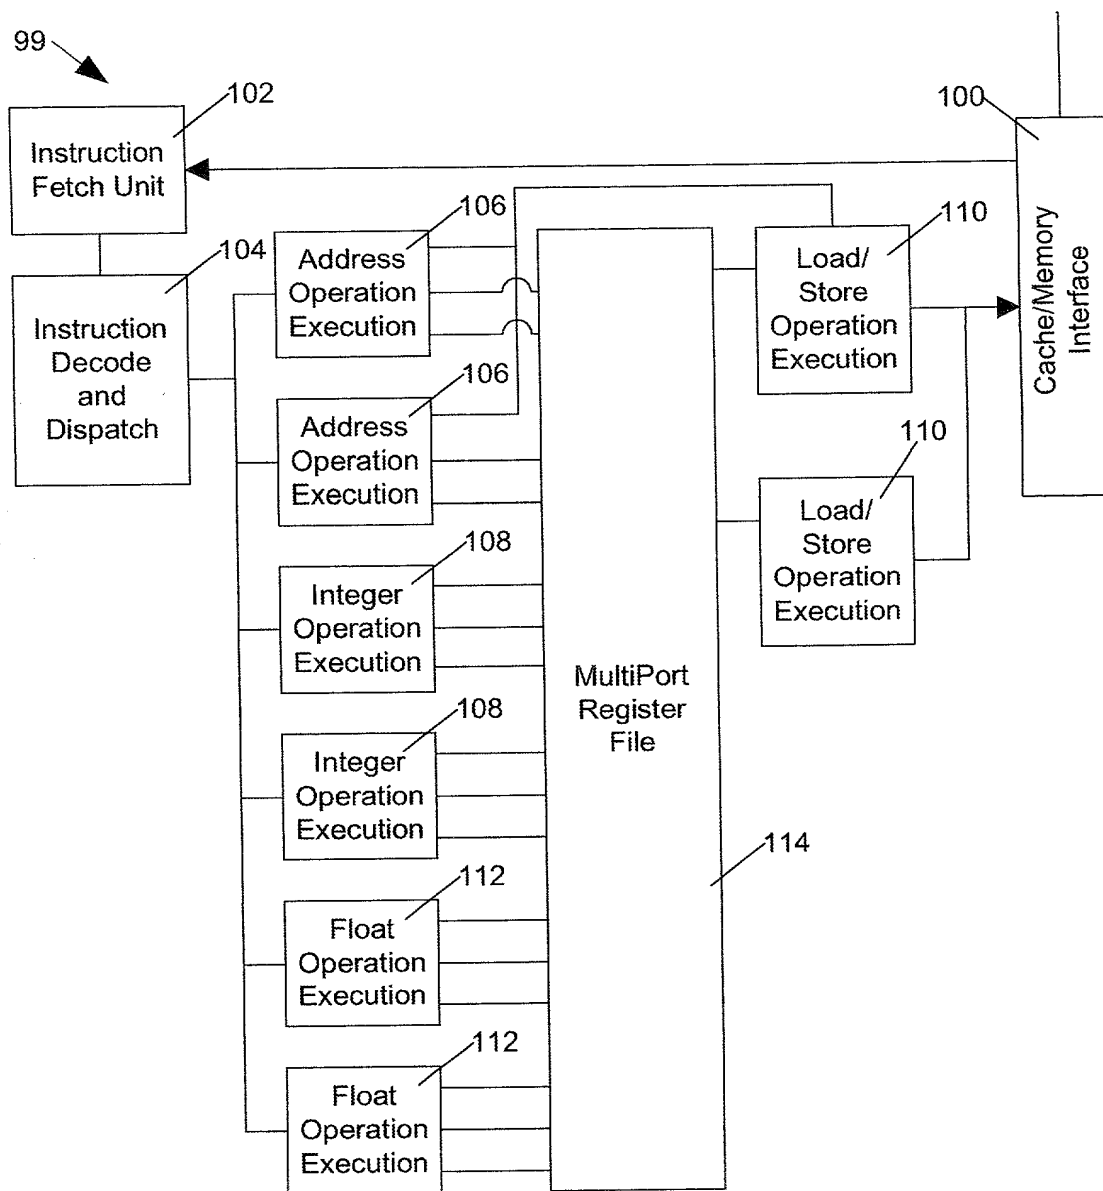 99
102
100
Instruction
Fetch Unit
106
110
104
Address
Operation
Execution
Load/
Store
Operation
Execution
Cache/Memory
Interface
Instruction
Decode
and
Dispatch
106
Address
Operation
Execution
110
Load/
Store
Operation
Execution
108
Integer
Operation
Execution
MultiPort
Register
File
108
Integer
Operation
Execution
114
112
Float
Operation
Execution
112
Float
Operation
Execution